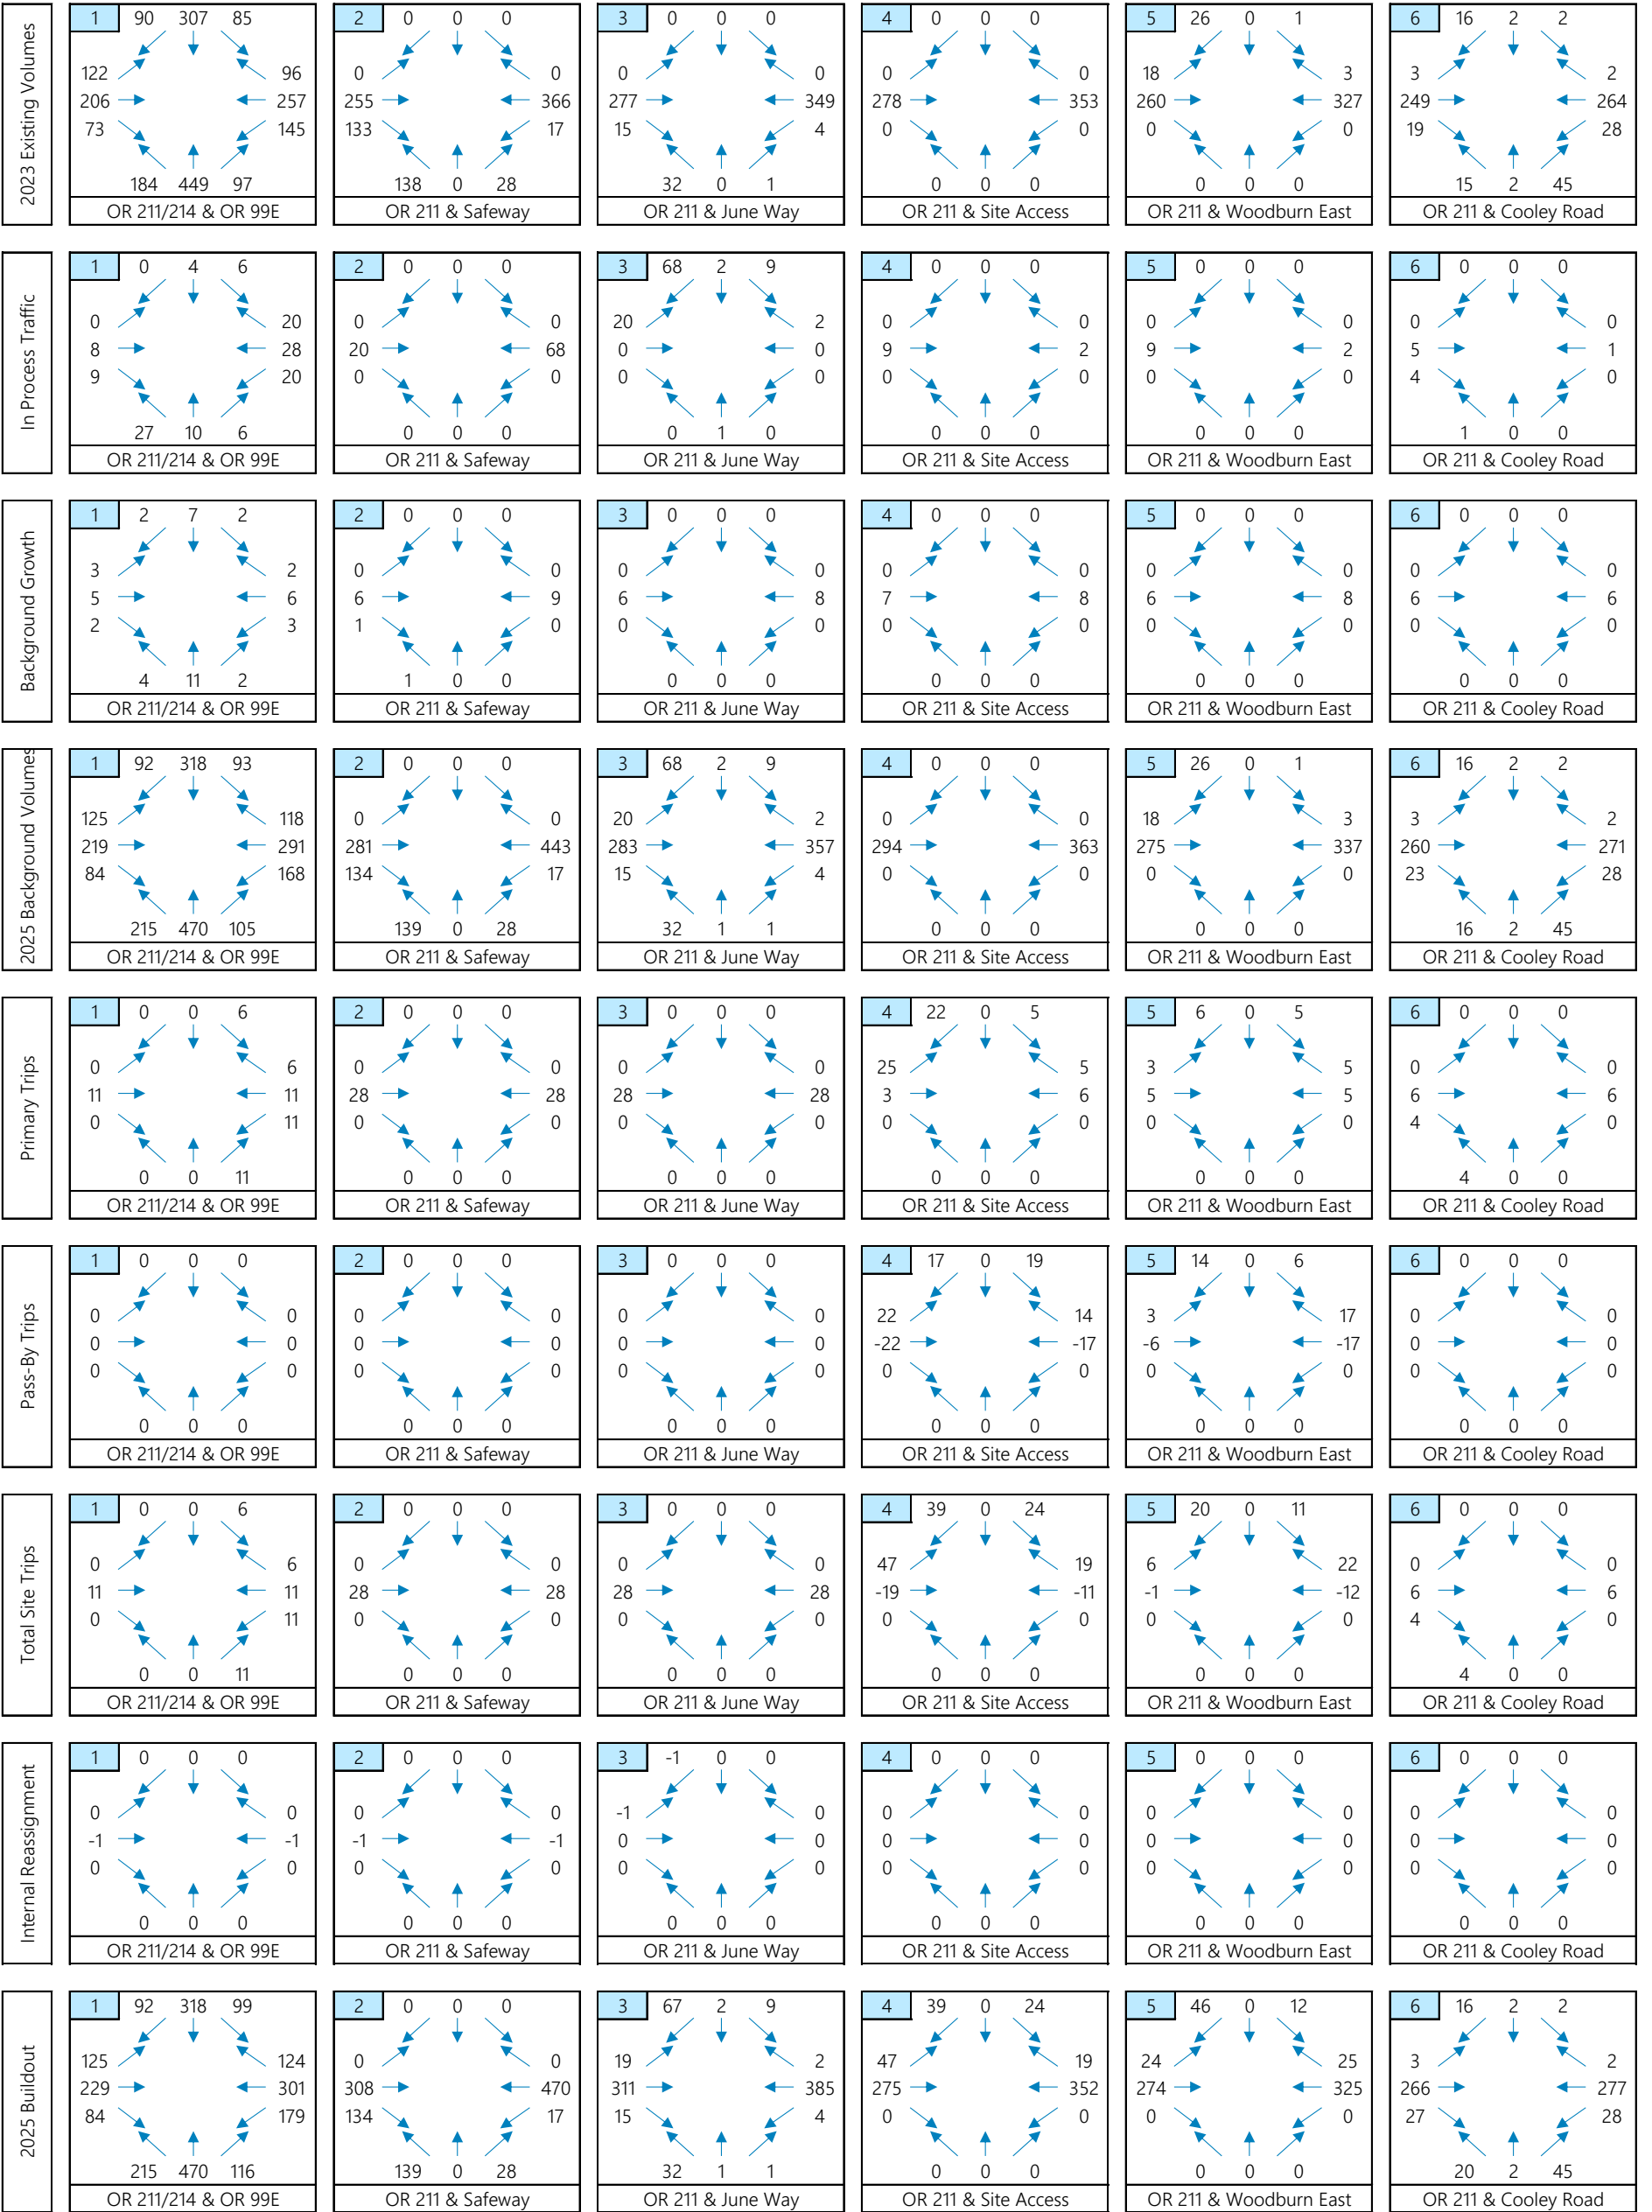 2023 Existing Volumes
1 90 307 85
122 96
206 257
73 145
184 449 97
OR 211/214 & OR 99E
2 0 0 0
0 0
255 366
133 17
138 0 28
OR 211 & Safeway
3 0 0 0
0 0
277 349
15 4
32 0 1
OR 211 & June Way
4 0 0 0
0 0
278 353
0 0
0 0 0
OR 211 & Site Access
5 26 0 1
18 3
260 327
0 0
0 0 0
OR 211 & Woodburn East
6 16 2 2
3 2
249 264
19 28
15 2 45
OR 211 & Cooley Road
In Process Traffic
1 0 4 6
0 20
8 28
9 20
27 10 6
OR 211/214 & OR 99E
2 0 0 0
0 0
20 68
0 0
0 0 0
OR 211 & Safeway
3 68 2 9
20 2
0 0
0 0
0 1 0
OR 211 & June Way
4 0 0 0
0 0
9 2
0 0
0 0 0
OR 211 & Site Access
5 0 0 0
0 0
9 2
0 0
0 0 0
OR 211 & Woodburn East
6 0 0 0
0 0
5 1
4 0
1 0 0
OR 211 & Cooley Road
Background Growth
1 2 7 2
3 2
5 6
2 3
4 11 2
OR 211/214 & OR 99E
2 0 0 0
0 0
6 9
1 0
1 0 0
OR 211 & Safeway
3 0 0 0
0 0
6 8
0 0
0 0 0
OR 211 & June Way
4 0 0 0
0 0
7 8
0 0
0 0 0
OR 211 & Site Access
5 0 0 0
0 0
6 8
0 0
0 0 0
OR 211 & Woodburn East
6 0 0 0
0 0
6 6
0 0
0 0 0
OR 211 & Cooley Road
2025 Background Volumes
1 92 318 93
125 118
219 291
84 168
215 470 105
OR 211/214 & OR 99E
2 0 0 0
0 0
281 443
134 17
139 0 28
OR 211 & Safeway
3 68 2 9
20 2
283 357
15 4
32 1 1
OR 211 & June Way
4 0 0 0
0 0
294 363
0 0
0 0 0
OR 211 & Site Access
5 26 0 1
18 3
275 337
0 0
0 0 0
OR 211 & Woodburn East
6 16 2 2
3 2
260 271
23 28
16 2 45
OR 211 & Cooley Road
Primary Trips
1 0 0 6
0 6
11 11
0 11
0 0 11
OR 211/214 & OR 99E
2 0 0 0
0 0
28 28
0 0
0 0 0
OR 211 & Safeway
3 0 0 0
0 0
28 28
0 0
0 0 0
OR 211 & June Way
4 22 0 5
25 5
3 6
0 0
0 0 0
OR 211 & Site Access
5 6 0 5
3 5
5 5
0 0
0 0 0
OR 211 & Woodburn East
6 0 0 0
0 0
6 6
4 0
4 0 0
OR 211 & Cooley Road
Pass-By Trips
1 0 0 0
0 0
0 0
0 0
0 0 0
OR 211/214 & OR 99E
2 0 0 0
0 0
0 0
0 0
0 0 0
OR 211 & Safeway
3 0 0 0
0 0
0 0
0 0
0 0 0
OR 211 & June Way
4 17 0 19
22 14
-22 -17
0 0
0 0 0
OR 211 & Site Access
5 14 0 6
3 17
-6 -17
0 0
0 0 0
OR 211 & Woodburn East
6 0 0 0
0 0
0 0
0 0
0 0 0
OR 211 & Cooley Road
Total Site Trips
1 0 0 6
0 6
11 11
0 11
0 0 11
OR 211/214 & OR 99E
2 0 0 0
0 0
28 28
0 0
0 0 0
OR 211 & Safeway
3 0 0 0
0 0
28 28
0 0
0 0 0
OR 211 & June Way
4 39 0 24
47 19
-19 -11
0 0
0 0 0
OR 211 & Site Access
5 20 0 11
6 22
-1 -12
0 0
0 0 0
OR 211 & Woodburn East
6 0 0 0
0 0
6 6
4 0
4 0 0
OR 211 & Cooley Road
Internal Reassignment
1 0 0 0
0 0
-1 -1
0 0
0 0 0
OR 211/214 & OR 99E
2 0 0 0
0 0
-1 -1
0 0
0 0 0
OR 211 & Safeway
3 -1 0 0
-1 0
0 0
0 0
0 0 0
OR 211 & June Way
4 0 0 0
0 0
0 0
0 0
0 0 0
OR 211 & Site Access
5 0 0 0
0 0
0 0
0 0
0 0 0
OR 211 & Woodburn East
6 0 0 0
0 0
0 0
0 0
0 0 0
OR 211 & Cooley Road
2025 Buildout
1 92 318 99
125 124
229 301
84 179
215 470 116
OR 211/214 & OR 99E
2 0 0 0
0 0
308 470
134 17
139 0 28
OR 211 & Safeway
3 67 2 9
19 2
311 385
15 4
32 1 1
OR 211 & June Way
4 39 0 24
47 19
275 352
0 0
0 0 0
OR 211 & Site Access
5 46 0 12
24 25
274 325
0 0
0 0 0
OR 211 & Woodburn East
6 16 2 2
3 2
266 277
27 28
20 2 45
OR 211 & Cooley Road